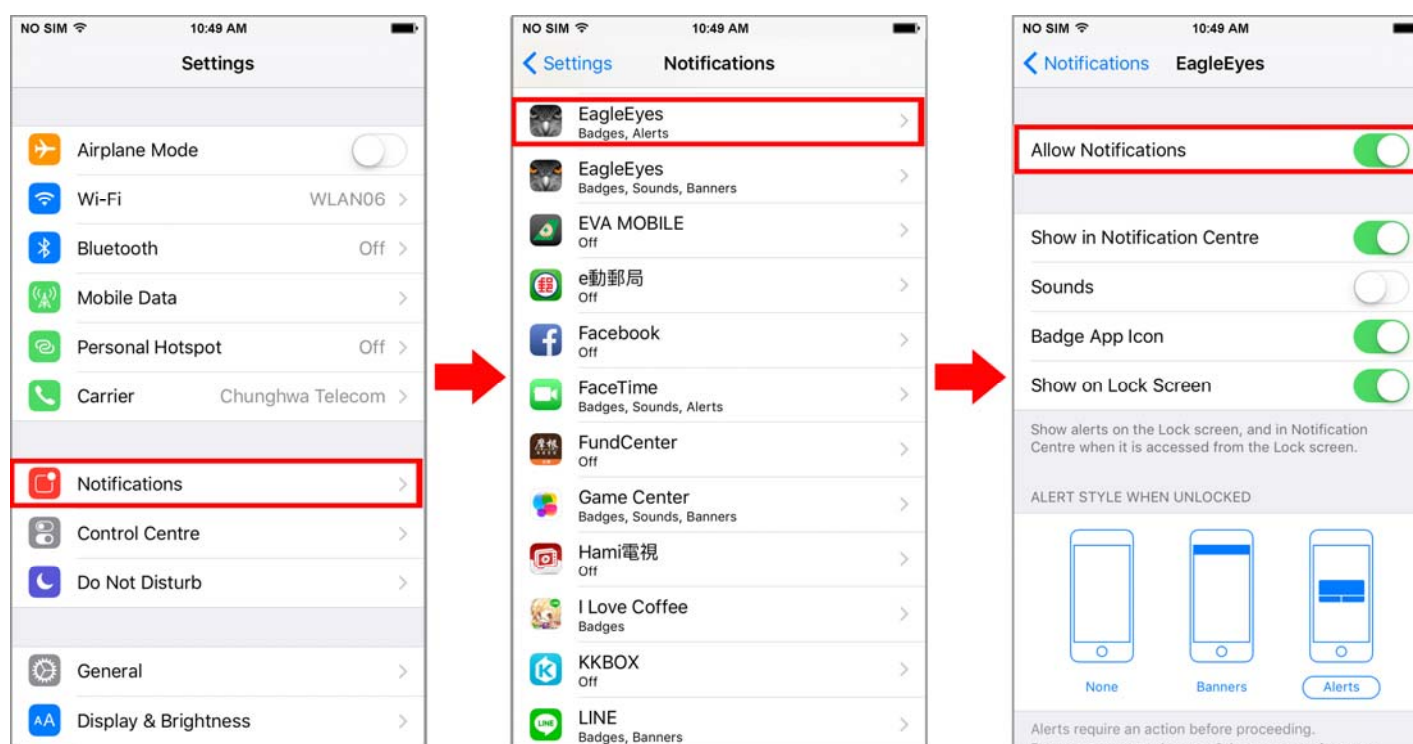 NO SIM 10:49 AM
Settings
Airplane Mode
Wi-Fi WLAN06
Bluetooth Off
Mobile Data
Personal Hotspot Off
Carrier Chunghwa Telecom
Notifications
Control Centre
Do Not Disturb
General
AA Display & Brightness
NO SIM 10:49 AM
Settings Notifications
EagleEyes
Badges, Alerts
EagleEyes
Badges, Sounds, Banners
EVA MOBILE
Off
e動郵局
Off
Facebook
Off
FaceTime
Badges, Sounds, Alerts
FundCenter
Off
Game Center
Badges, Sounds, Banners
Hami電視
Off
I Love Coffee
Badges
KKBOX
Off
LINE
Badges, Banners
NO SIM 10:49 AM
Notifications EagleEyes
Allow Notifications
Show in Notification Centre
Sounds
Badge App Icon
Show on Lock Screen
Show alerts on the Lock screen, and in Notification
Centre when it is accessed from the Lock screen.
ALERT STYLE WHEN UNLOCKED
None Banners Alerts
Alerts require an action before proceeding.